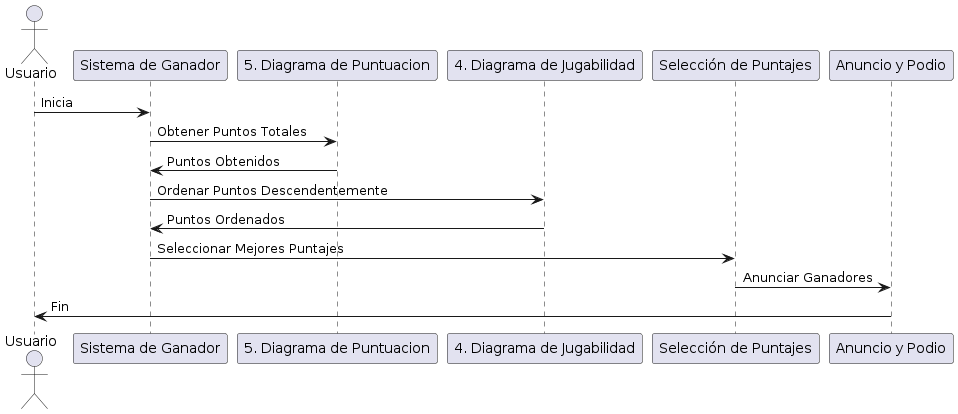 Usuario
Sistema de Ganador
5. Diagrama de Puntuacion
4. Diagrama de Jugabilidad
Selección de Puntajes
Anuncio y Podio
Inicia
Obtener Puntos Totales
Puntos Obtenidos
Ordenar Puntos Descendentemente
Puntos Ordenados
Seleccionar Mejores Puntajes
Anunciar Ganadores
Fin
Usuario
Sistema de Ganador
5. Diagrama de Puntuacion
4. Diagrama de Jugabilidad
Selección de Puntajes
Anuncio y Podio